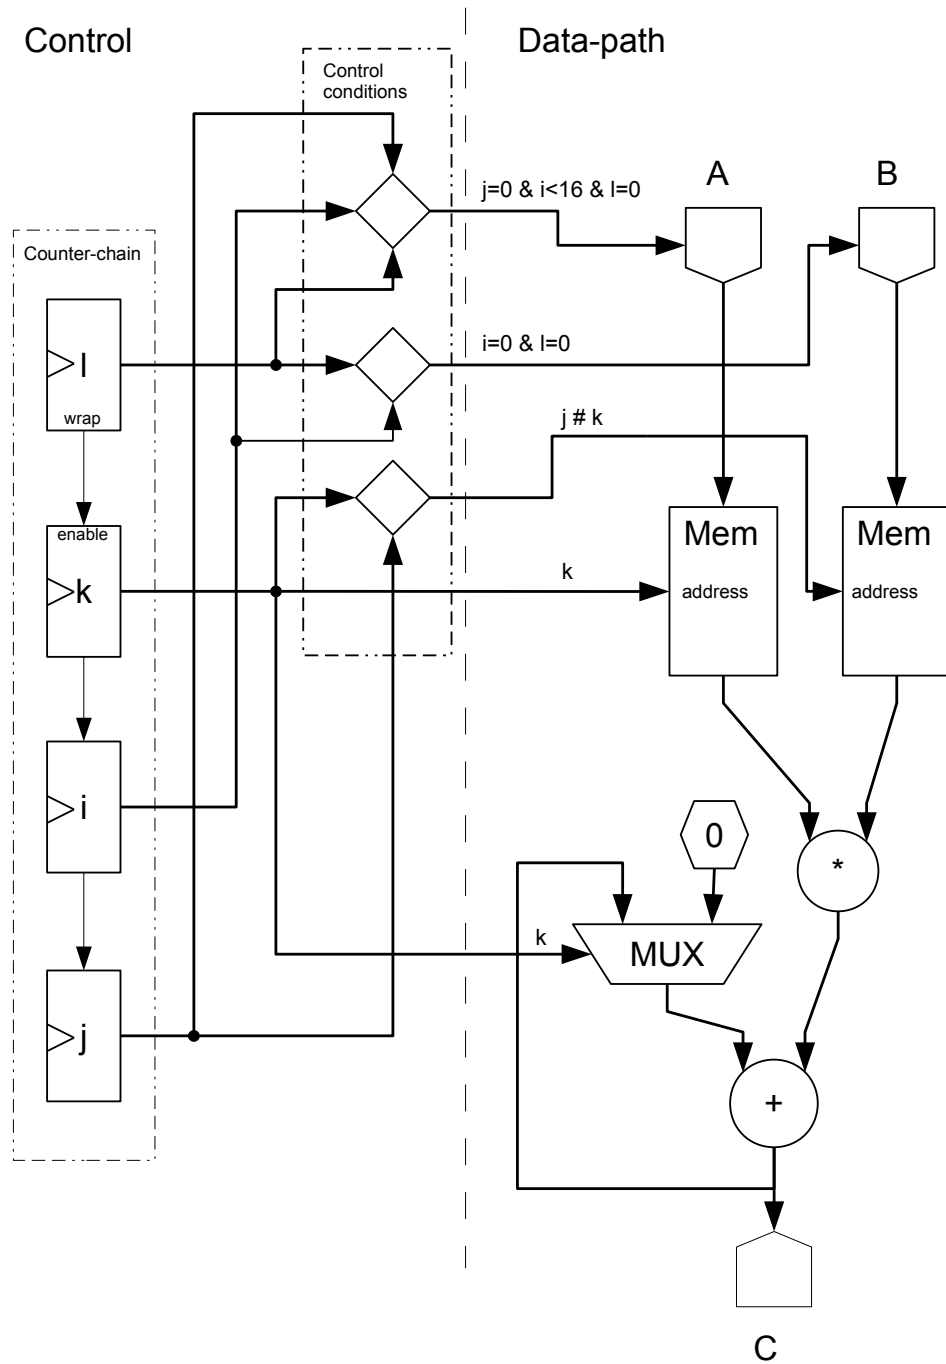 Control
Data-path
Control
conditions
j=0 & i<16 & l=0
A
B
Counter-chain
l
wrap
i=0 & l=0
j # k
enable
k
k
Mem
address
Mem
address
i
0
*
k
MUX
j
+
C